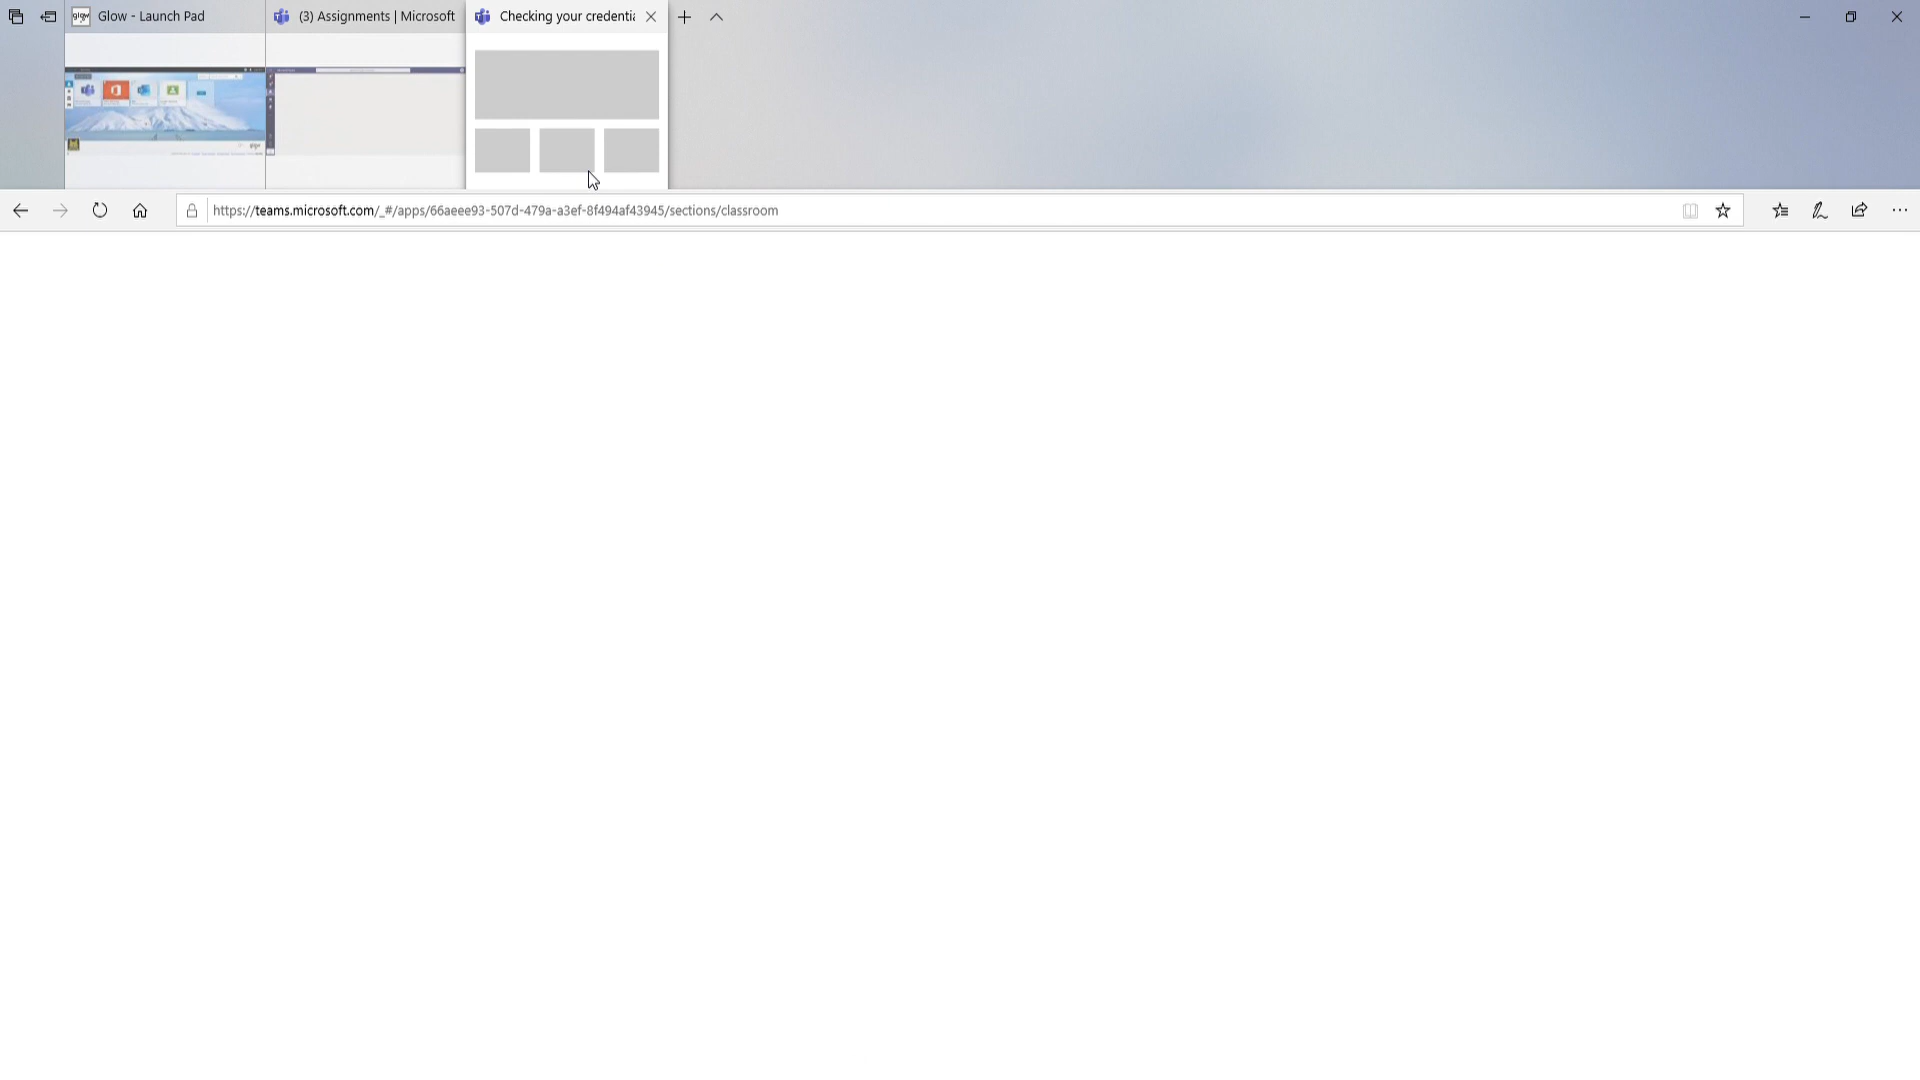 Glow - Launch Pad
(3) Assignments | Microsoft
Checking your credentia
https://teams.microsoft.com/_#/apps/66aeee93-507d-479a-a3ef-8f494af43945/sections/classroom